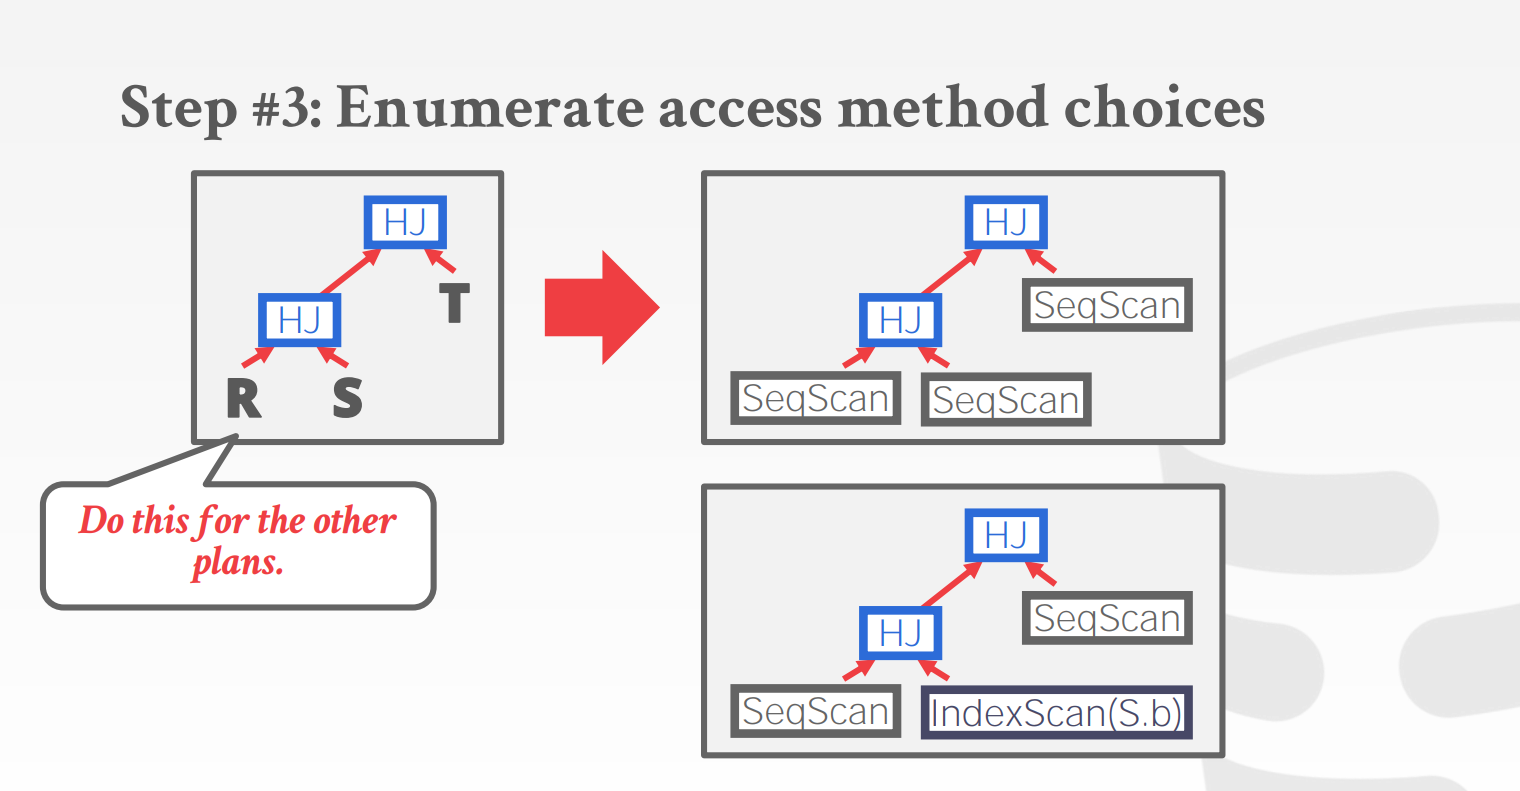 Step #3: Enumerate access method choices
HJ
T
HJ
R S
Do this for the other
plans.
HJ
SeqScan
HJ
SeqScan SeqScan
HJ
SeqScan
HJ
SeqScan IndexScan(S.b)